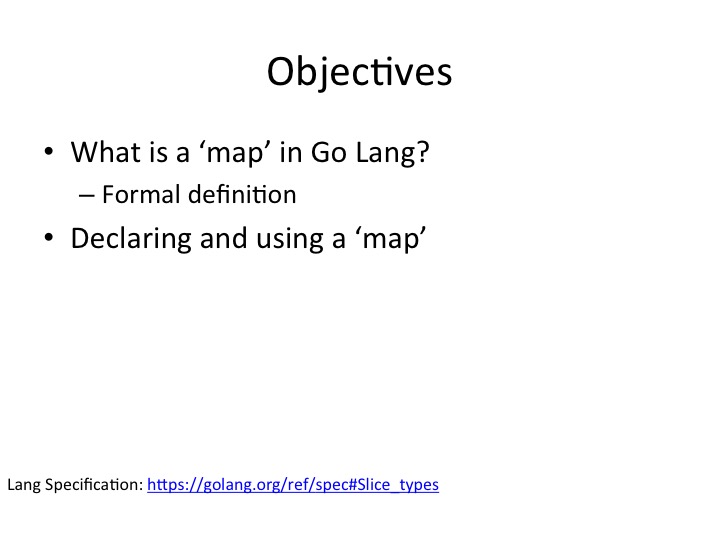 Objectives
• What is a ‘map’ in Go Lang?
– Formal definition
• Declaring and using a ‘map’
Lang Specification: https://golang.org/ref/spec#Slice_types